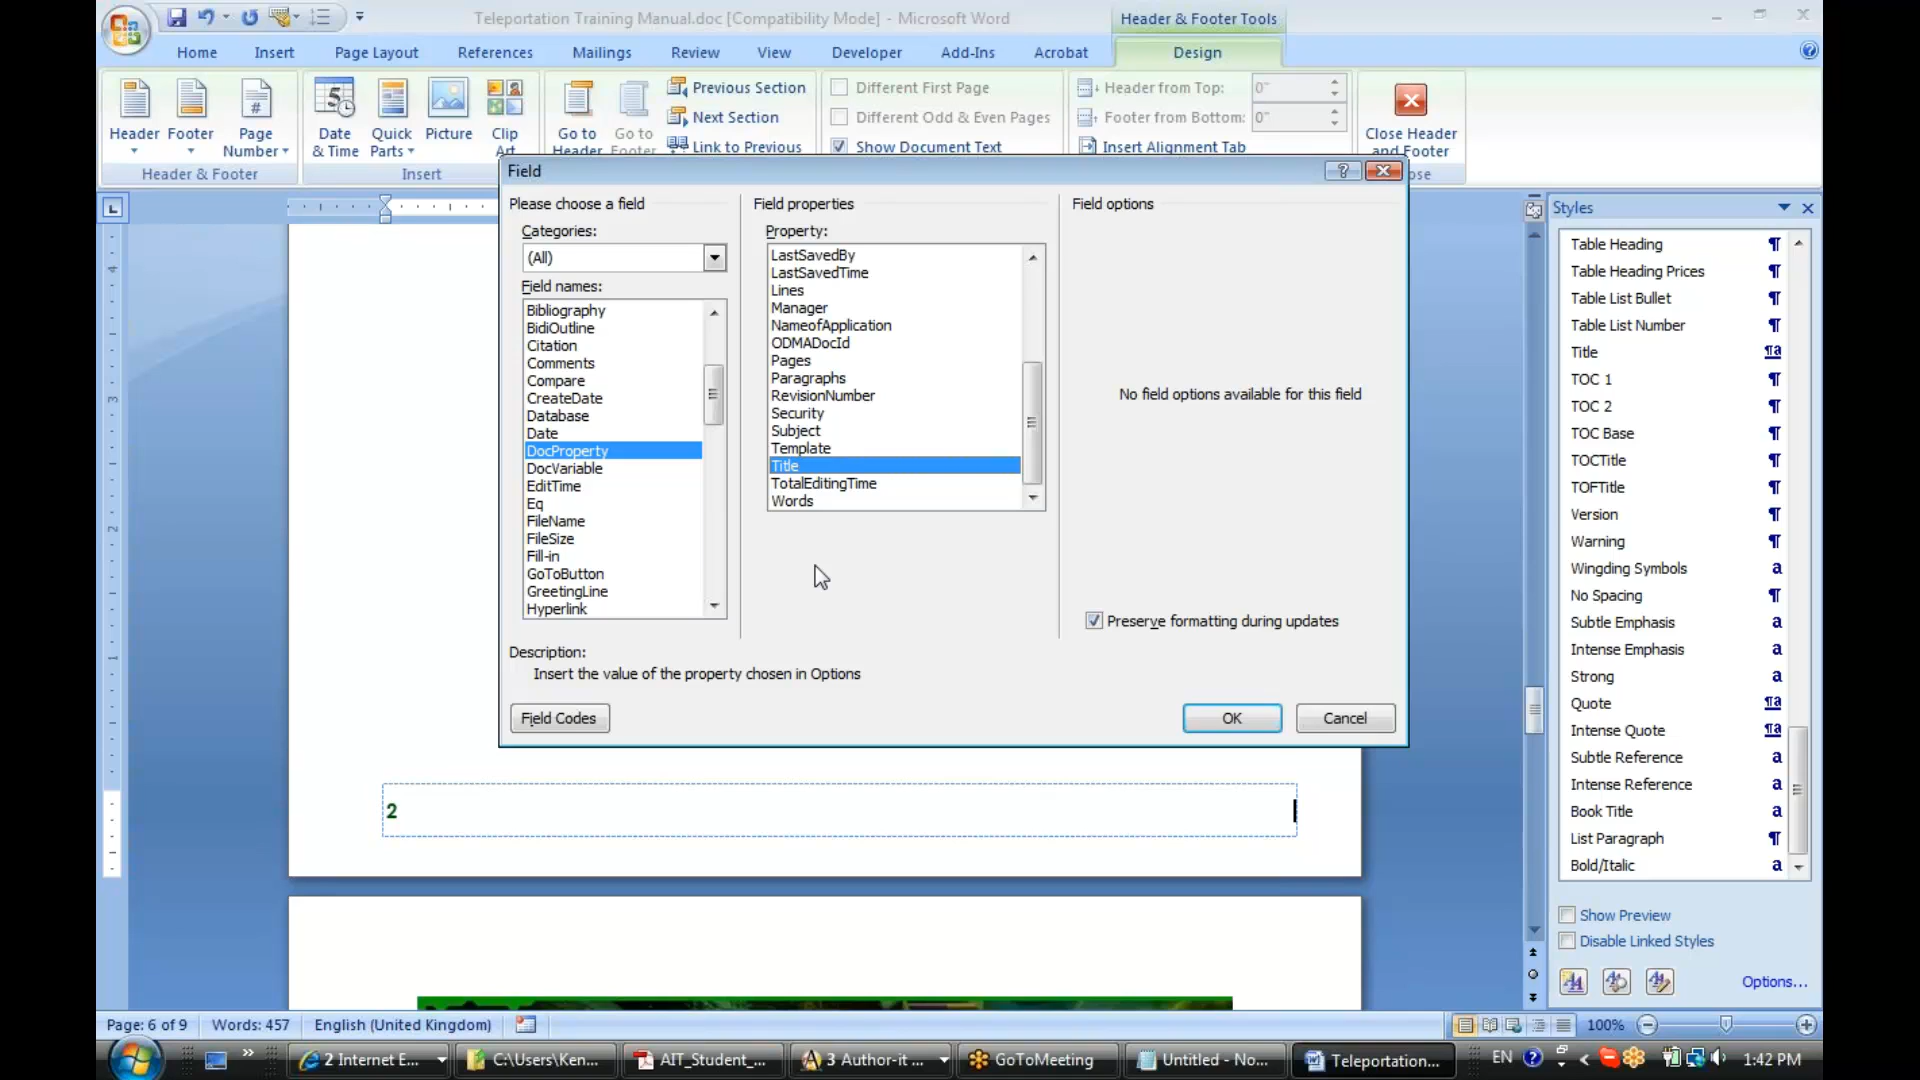 Teleportation Training Manual.doc [Compatibility Mode] - Microsoft Word
Header & Footer Tools
Home Insert Page Layout References Mailings Review View Developer Add-Ins Acrobat Design
Header Footer Page Number
Header & Footer
Date & Time Quick Parts Picture Clip Art
Insert
Go to Header Go to Footer
Previous Section
Next Section
Link to Previous
Different First Page
Different Odd & Even Pages
Show Document Text
Header from Top: 0"
Footer from Bottom: 0"
Insert Alignment Tab
Close Header and Footer
ose
Field
Please choose a field
Categories:
(All)
Field names:
Bibliography
BidiOutline
Citation
Comments
Compare
CreateDate
Database
Date
DocProperty
DocVariable
EditTime
Eq
FileName
FileSize
Fill-in
GoToButton
GreetingLine
Hyperlink
Field properties
Property:
LastSavedBy
LastSavedTime
Lines
Manager
NameofApplication
ODMADocId
Pages
Paragraphs
RevisionNumber
Security
Subject
Template
Title
TotalEditingTime
Words
Field options
No field options available for this field
Preserve formatting during updates
Description:
Insert the value of the property chosen in Options
Field Codes
OK
Cancel
2
Styles
Table Heading
Table Heading Prices
Table List Bullet
Table List Number
Title
TOC 1
TOC 2
TOC Base
TOCTitle
TOFTitle
Version
Warning
Wingding Symbols
No Spacing
Subtle Emphasis
Intense Emphasis
Strong
Quote
Intense Quote
Subtle Reference
Intense Reference
Book Title
List Paragraph
Bold/Italic
Show Preview
Disable Linked Styles
Options...
Page: 6 of 9 Words: 457 English (United Kingdom) 100%
2 Internet E... C:\Users\Ken... AIT_Student_... 3 Author-it ... GoToMeeting Untitled - No... Teleportation... EN 1:42 PM